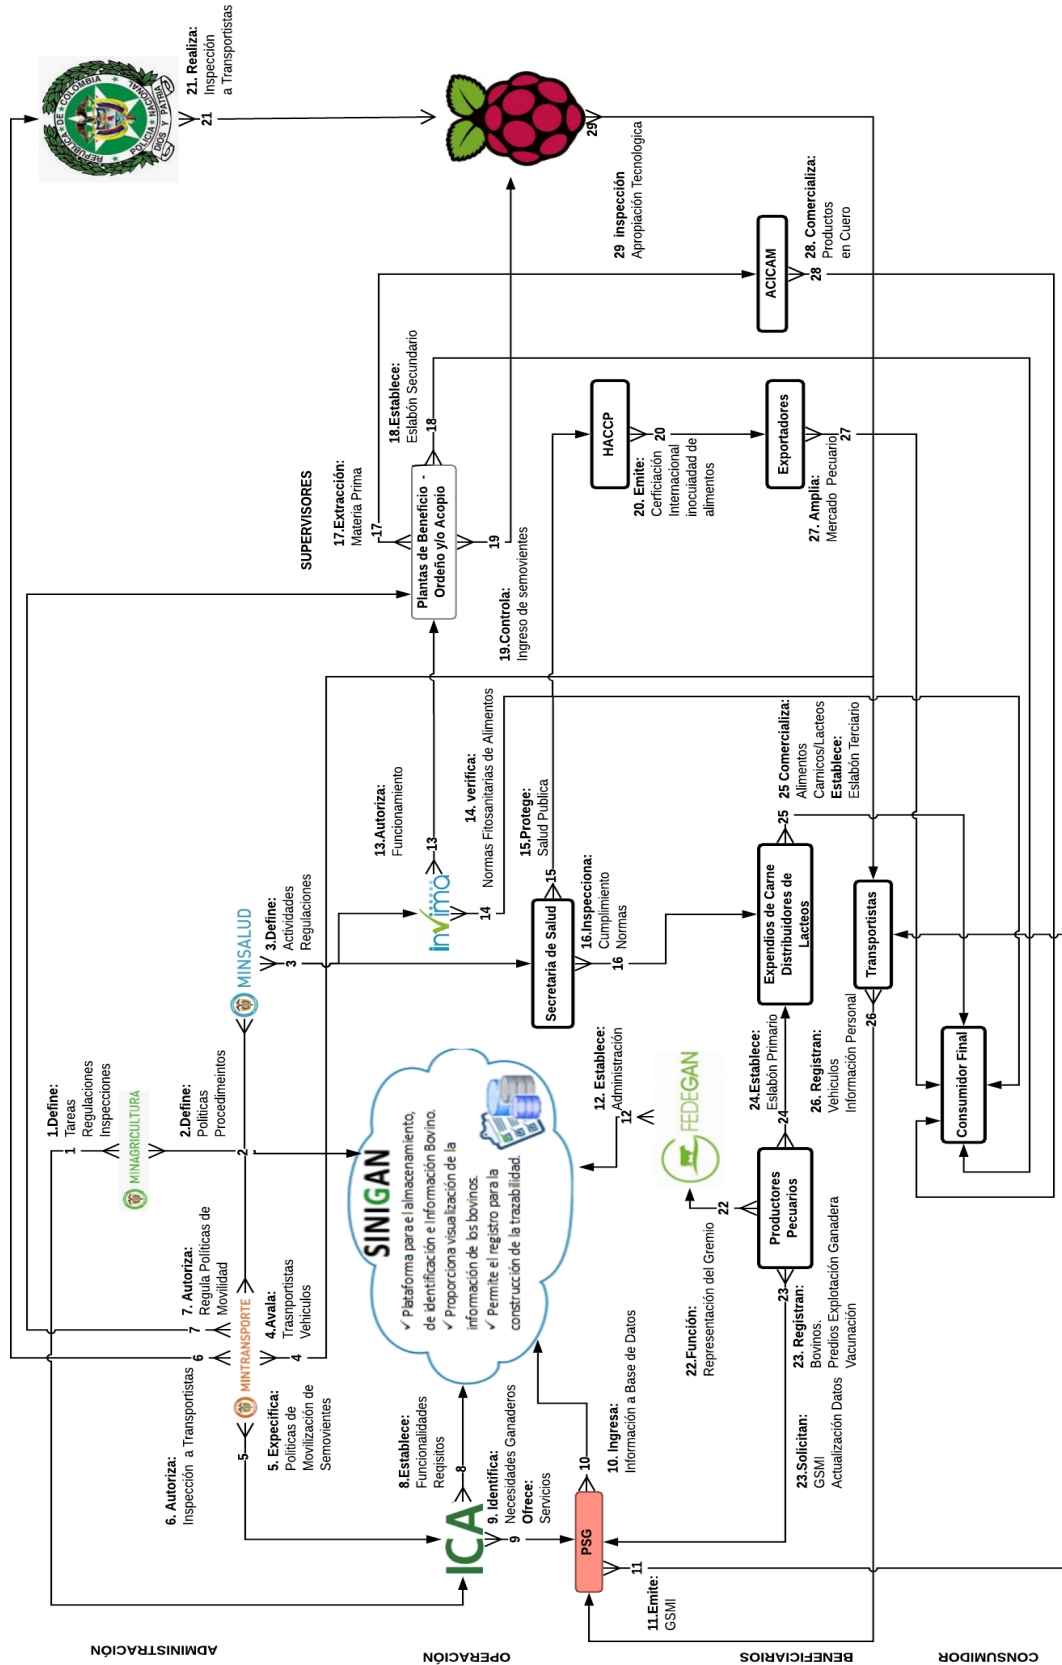 ADMINISTRACIÓN
OPERACIÓN
BENEFICIARIOS
CONSUMIDOR
SUPERVISORES
REPUBLICA DE COLOMBIA
POLICIA NACIONAL
DIOS Y PATRIA
21. Realiza:
Inspección
a Transportistas
21
1.Define:
Tareas
Regulaciones
Inspecciones
1
MINAGRICULTURA
2.Define:
Politicas
Procedimeintos
2
MINSALUD
3.Define:
Actividades
Regulaciones
3
7. Autoriza:
Regula Políticas de
Movilidad
7
6. Autoriza:
Inspección a Transportistas
6
MINTRANSPORTE
4.Avala:
Trasnportistas
Vehiculos
4
5. Expecifica:
Politicas de
Movilización de
Semovientes
5
17.Extracción:
Materia Prima
17
18.Establece:
Eslabón Secundario
18
Plantas de Beneficio -
Ordeño y/o Acopio
19
19.Controla:
Ingreso de semovientes
13.Autoriza:
Funcionamiento
13
invima
14
14. verifica:
Normas Fitosanitarias de Alimentos
SINIGAN
✓ Plataforma para el almacenamiento,
de identificación e Información Bovino.
✓ Proporciona visualización de la
información de los bovinos.
✓ Permite el registro para la
construcción de la trazabilidad.
8.Establece:
Funcionalidades
Reqisitos
8
ICA
9. Identifica:
Necesidades Ganaderos
Ofrece:
Servicios
9
PSG
10
10. Ingresa:
Información a Base de Datos
11
11.Emite:
GSMI
15.Protege:
Salud Publica
15
Secretaria de Salud
16.Inspecciona:
Cumplimiento
Normas
16
12. Establece:
Administración
12
FEDEGAN
22
22.Función:
Representación del Gremio
HACCP
20
20. Emite:
Cerficiación
Internacional
inocuiadad de
alimentos
29
29 inspección
Apropiación Tecnologica
ACICAM
28
28. Comercializa:
Productos
en Cuero
Exportadores
27
27. Amplia:
Mercado Pecuario
Expendios de Carne
Distribuidores de
Lacteos
25
25 Comercializa:
Alimentos
Carnicos/Lacteos
Establece:
Eslabón Terciario
24.Establece:
Eslabón Primario
24
Productores
Pecuarios
23
23. Registran:
Bovinos.
Predios Explotación Ganadera
Vacunación
23.Solicitan:
GSMI
Actualización Datos
Transportistas
26
26. Registran:
Vehiculos
Información Personal
Consumidor Final